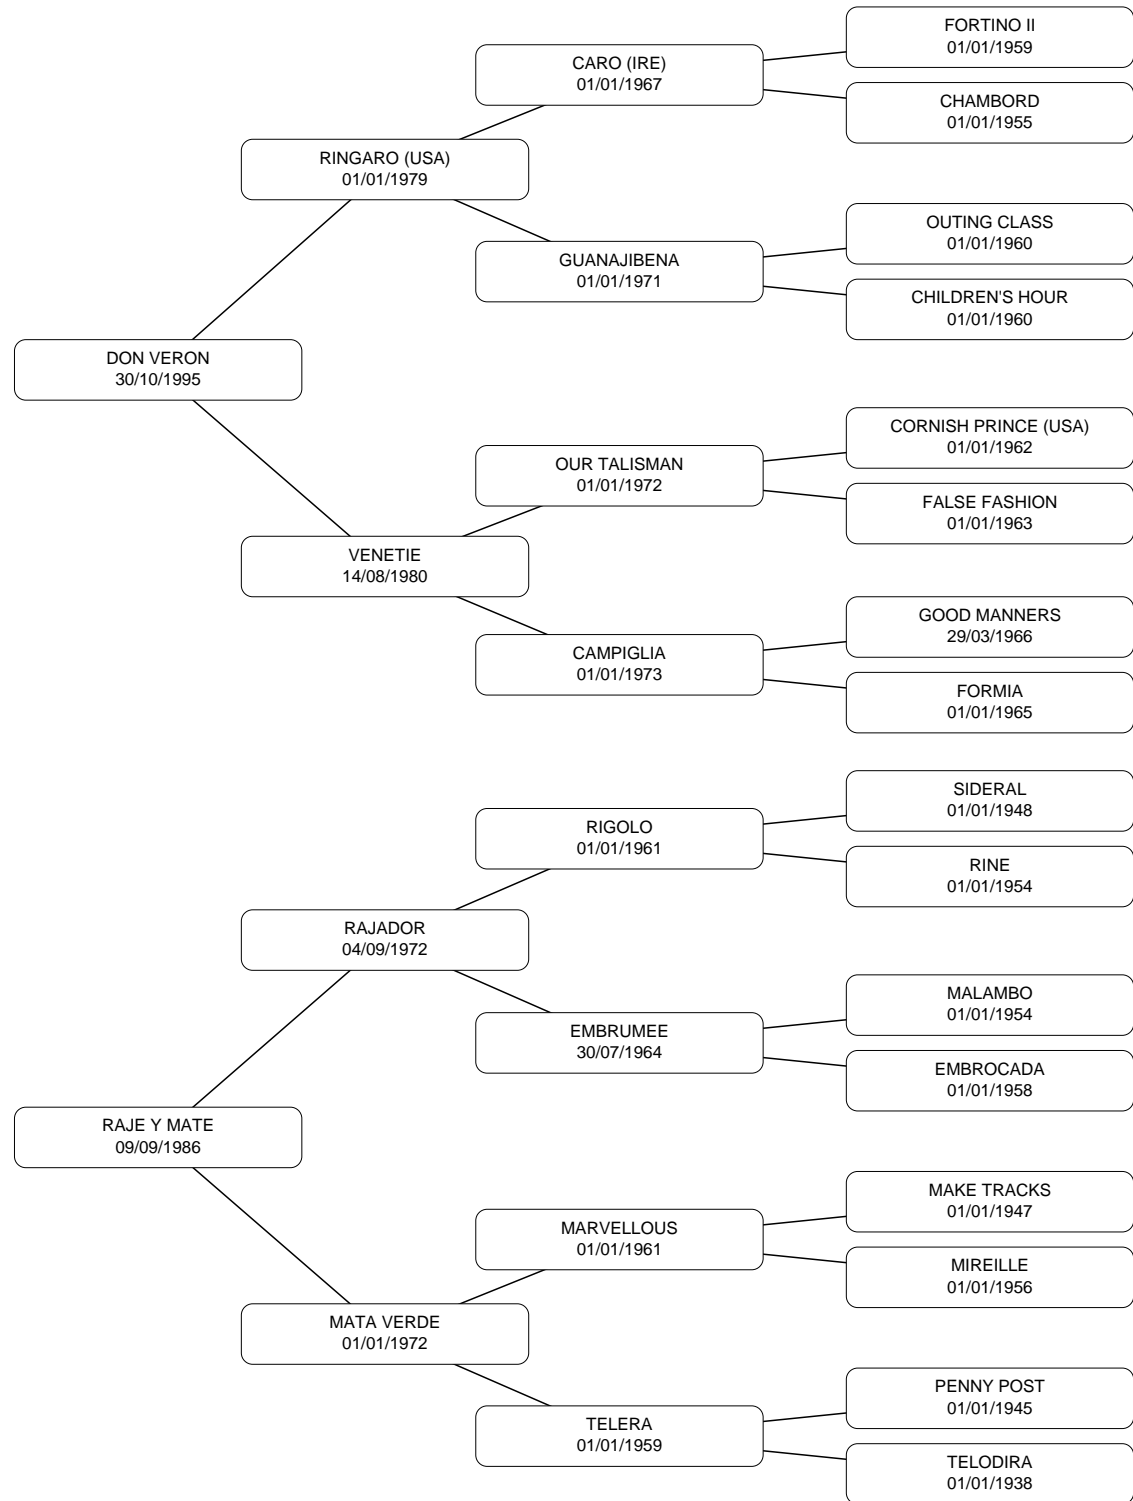 FORTINO II
01/01/1959
CARO (IRE)
01/01/1967
CHAMBORD
01/01/1955
RINGARO (USA)
01/01/1979
OUTING CLASS
01/01/1960
GUANAJIBENA
01/01/1971
CHILDREN'S HOUR
01/01/1960
DON VERON
30/10/1995
CORNISH PRINCE (USA)
01/01/1962
OUR TALISMAN
01/01/1972
FALSE FASHION
01/01/1963
VENETIE
14/08/1980
GOOD MANNERS
29/03/1966
CAMPIGLIA
01/01/1973
FORMIA
01/01/1965
SIDERAL
01/01/1948
RIGOLO
01/01/1961
RINE
01/01/1954
RAJADOR
04/09/1972
MALAMBO
01/01/1954
EMBRUMEE
30/07/1964
EMBROCADA
01/01/1958
RAJE Y MATE
09/09/1986
MAKE TRACKS
01/01/1947
MARVELLOUS
01/01/1961
MIREILLE
01/01/1956
MATA VERDE
01/01/1972
PENNY POST
01/01/1945
TELERA
01/01/1959
TELODIRA
01/01/1938